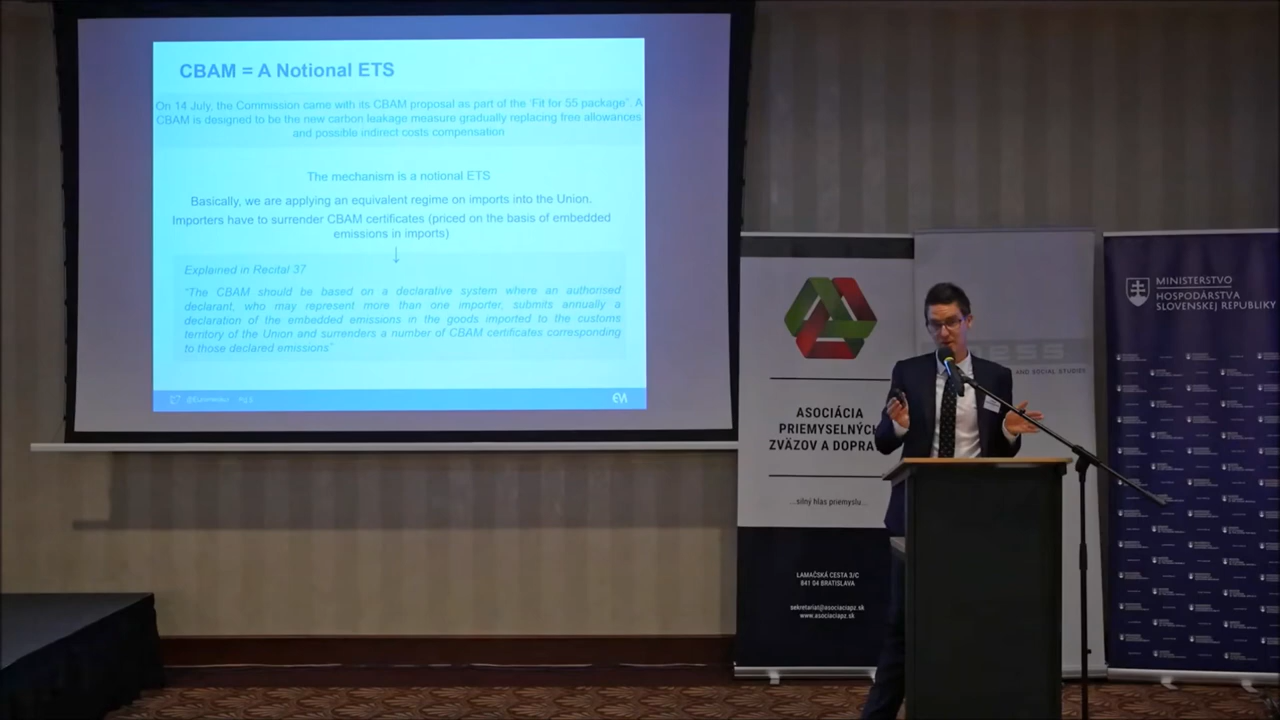 CBAM = A Notional ETS
On 14 July, the Commission came with its CBAM proposal as part of the 'Fit for 55 package". A
CBAM is designed to be the new carbon leakage measure gradually replacing free allowances
and possible indirect costs compensation
The mechanism is a notional ETS
Basically, we are applying an equivalent regime on imports into the Union.
Importers have to surrender CBAM certificates (priced on the basis of embedded
emissions in imports)
Explained in Recital 37
"The CBAM should be based on a declarative system where an authorised
declarant, who may represent more than one importer, submits annually a
declaration of the embedded emissions in the goods imported to the customs
territory of the Union and surrenders a number of CBAM certificates corresponding
to those declared emissions"
ASOCIÁCIA
PRIEMYSELNÝCH
ZVÄZOV A DOPRA
...silný hlas priemyslu...
LAMAČSKÁ CESTA 3/C
841 04 BRATISLAVA
sekretariat@asociaciapz.sk
www.asociaciapz.sk
ess
AND SOCIAL STUDIES
MINISTERSTVO
HOSPODÁRSTVA
SLOVENSKEJ REPUBLIKY